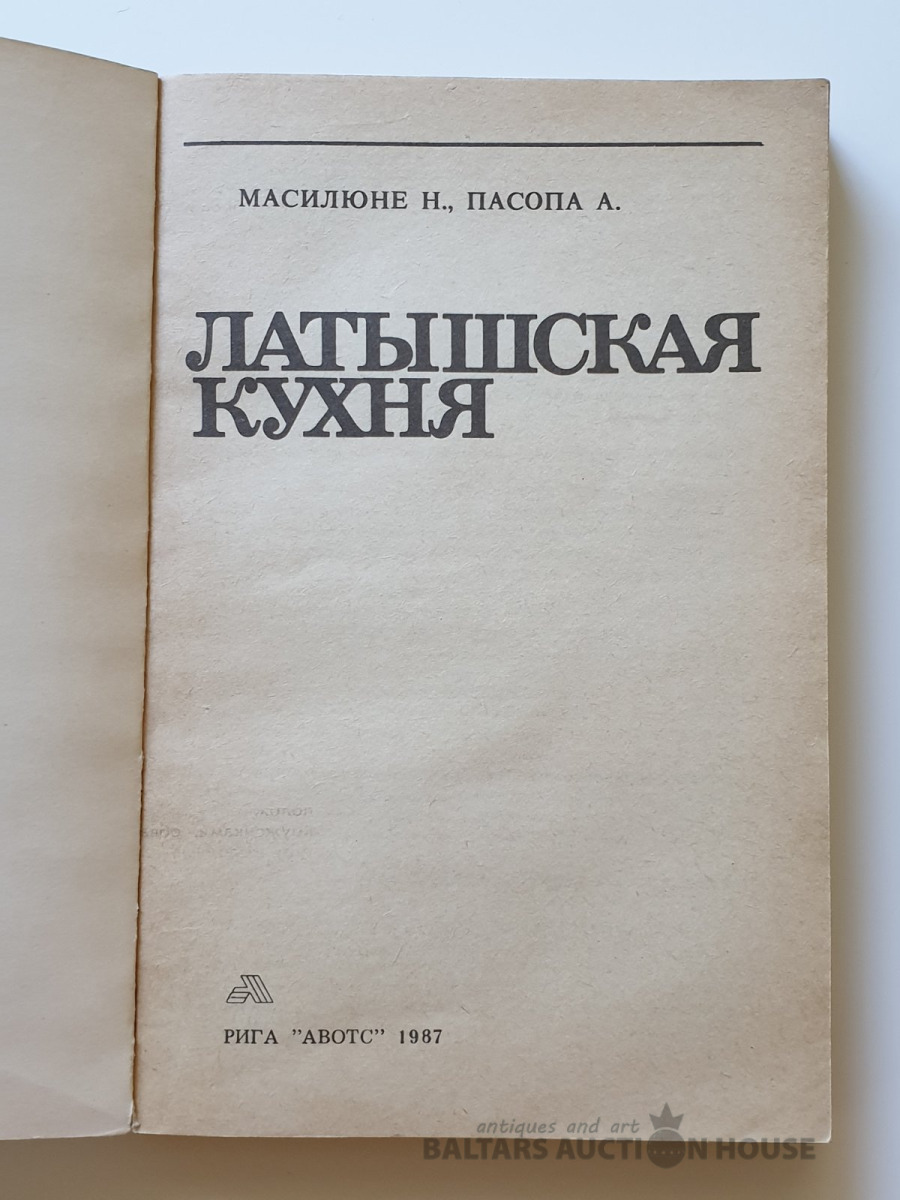 МАСИЛЮНЕ Н., ПАСОПА А.
ЛАТЫШСКАЯ
КУХНЯ
РИГА "АВОТС" 1987
antiques and art
BALTARS AUCTION HOUSE